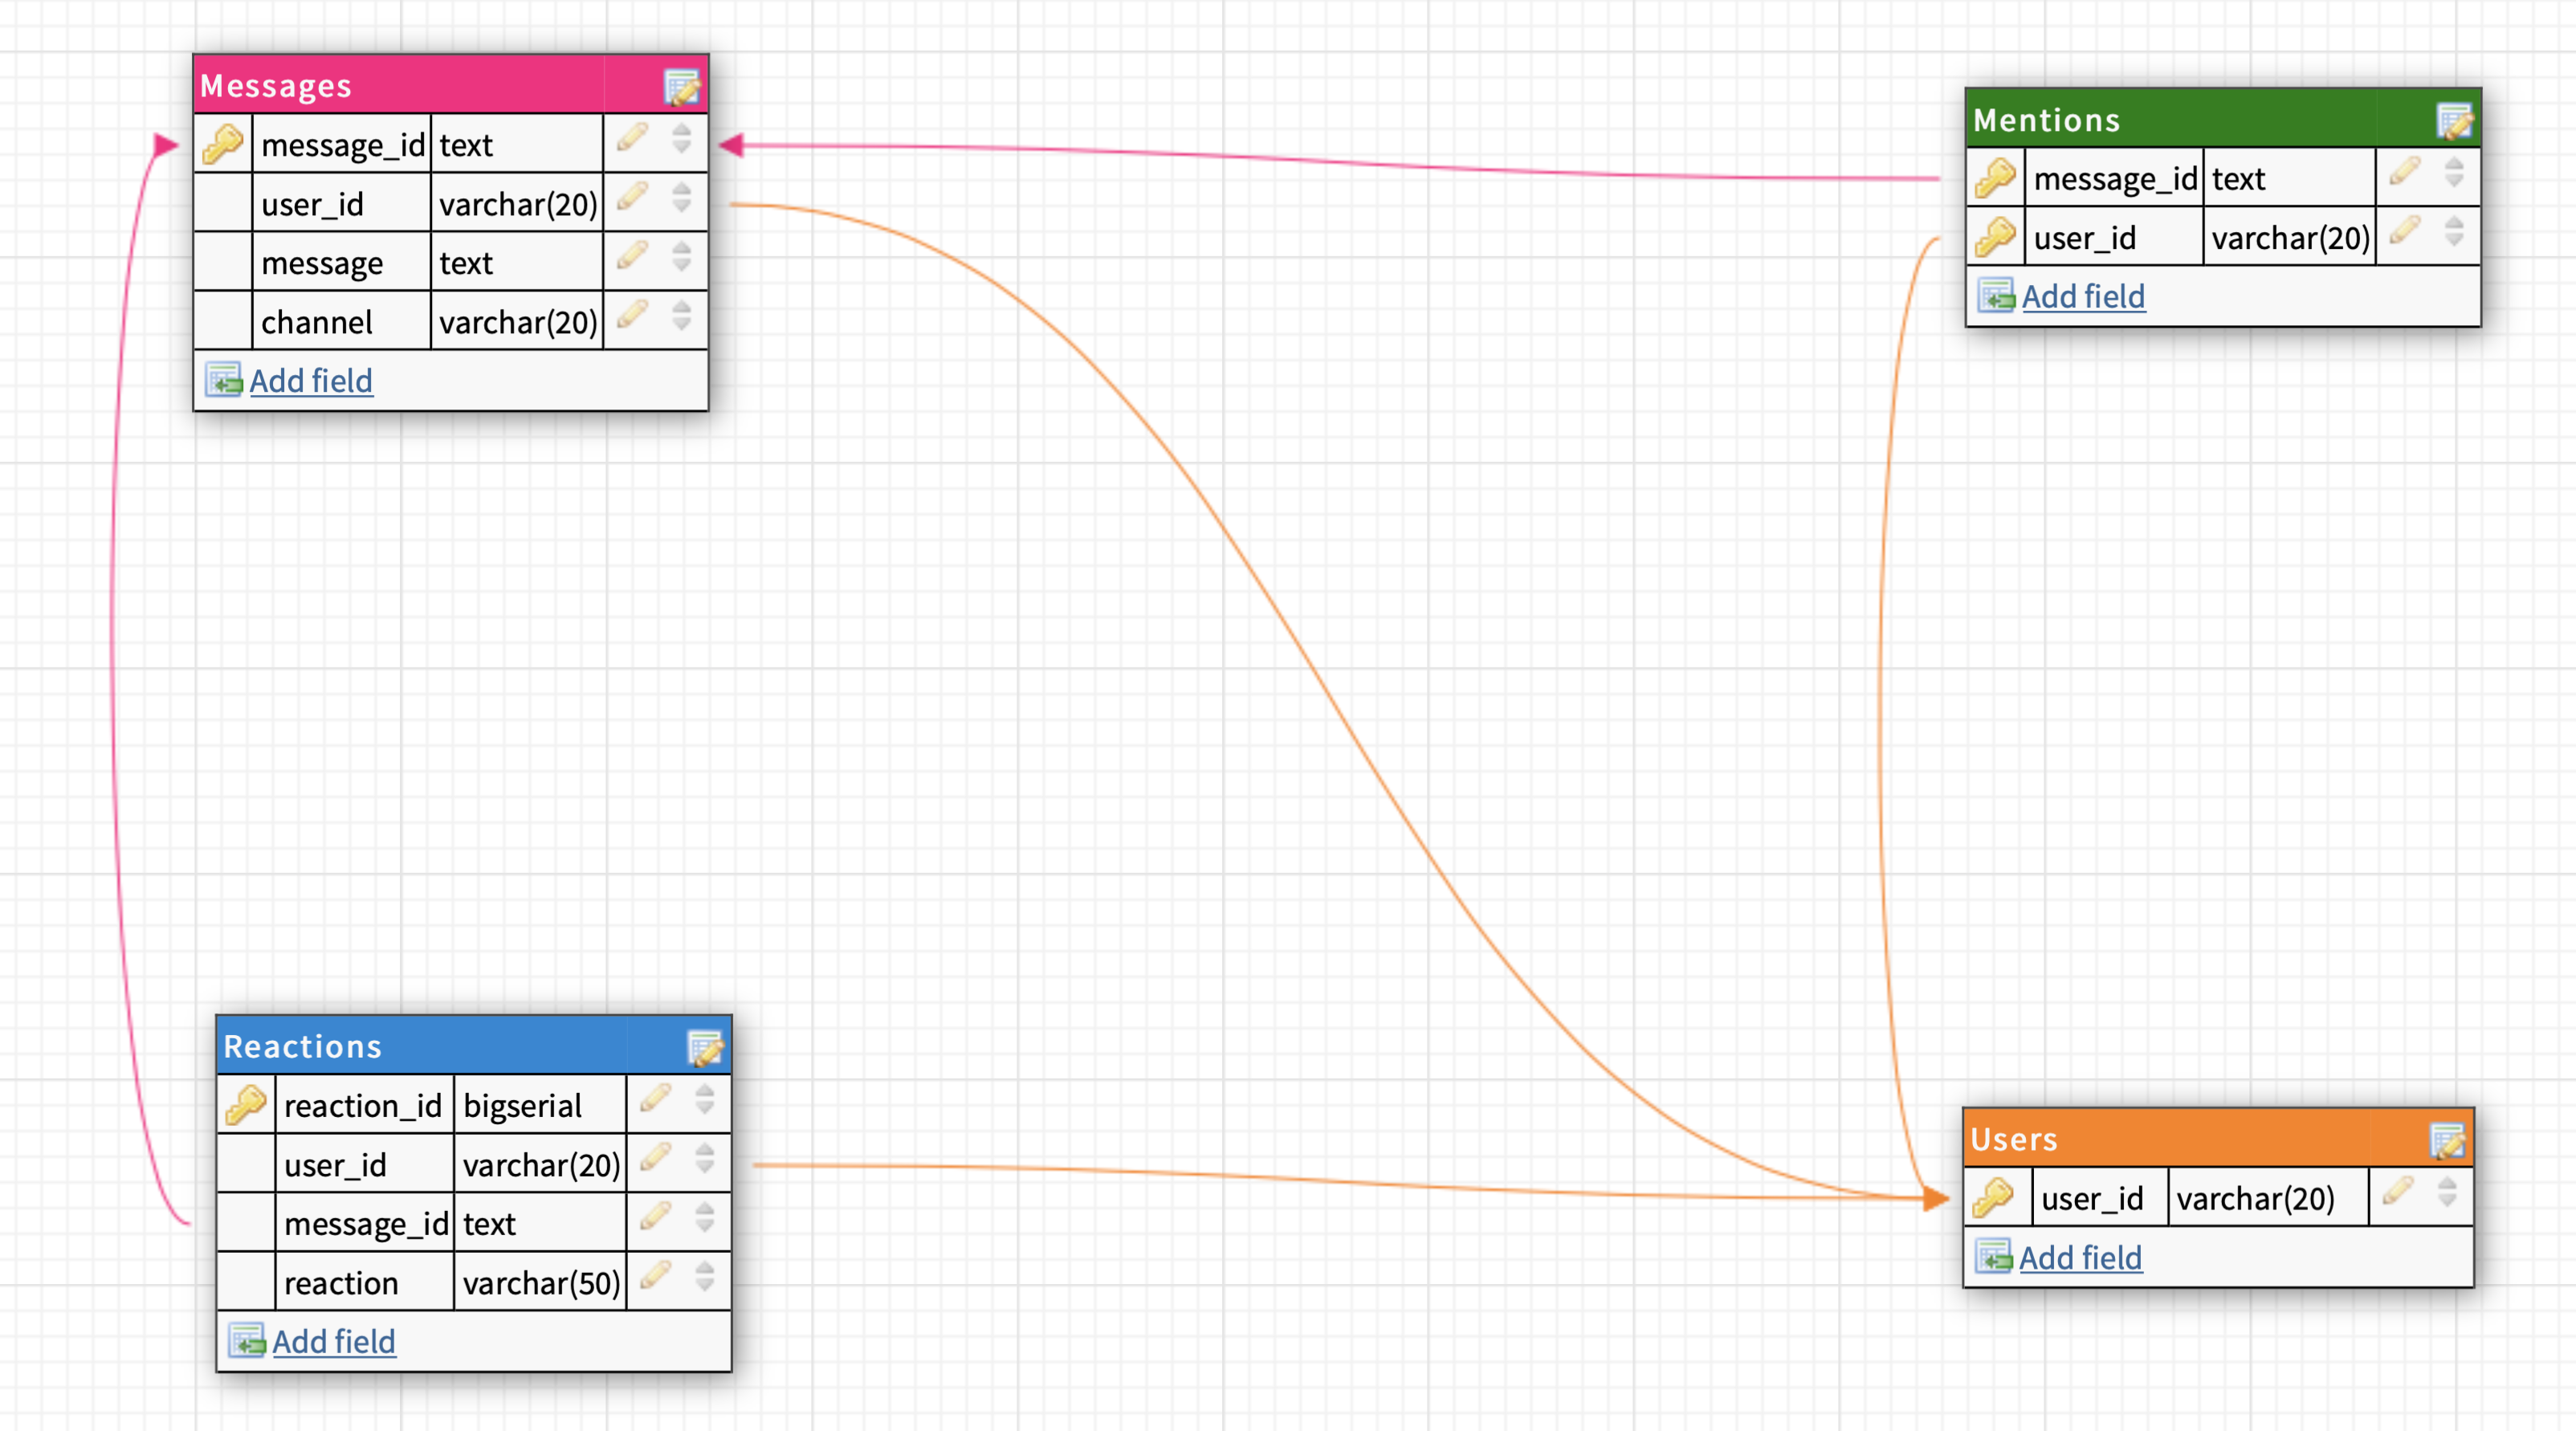 Messages
message_id text
user_id varchar(20)
message text
channel varchar(20)
Add field
Mentions
message_id text
user_id varchar(20)
Add field
Reactions
reaction_id bigserial
user_id varchar(20)
message_id text
reaction varchar(50)
Add field
Users
user_id varchar(20)
Add field